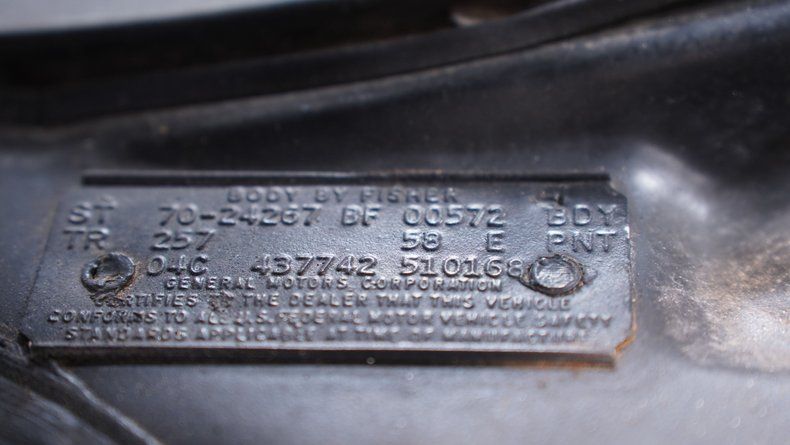 BODY BY FISHER
ST 70-24267 BF 00572 BDY
TR 257 58 E PNT
04C 437742 510168
GENERAL MOTORS CORPORATION
CERTIFIES TO THE DEALER THAT THIS VEHICLE
CONFORMS TO ALL U.S. FEDERAL MOTOR VEHICLE SAFETY
STANDARDS APPLICABLE AT TIME OF MANUFACTURE